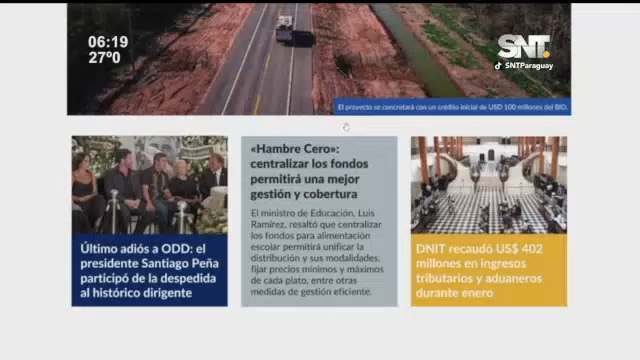 06:19
27º0
SNT.
SNTParaguay
El proyecto se concretará con un crédito inicial de USD 100 millones del BID.
«Hambre Cero»:
centralizar los fondos
permitirá una mejor
gestión y cobertura
El ministro de Educación, Luis
Ramírez, resaltó que centralizar
los fondos para alimentación
escolar permitirá unificar la
distribución y sus modalidades,
fijar precios mínimos y máximos
de cada plato, entre otras
medidas de gestión eficiente.
Último adiós a ODD: el
presidente Santiago Peña
participó de la despedida
al histórico dirigente
DNIT recaudó US$ 402
millones en ingresos
tributarios y aduaneros
durante enero